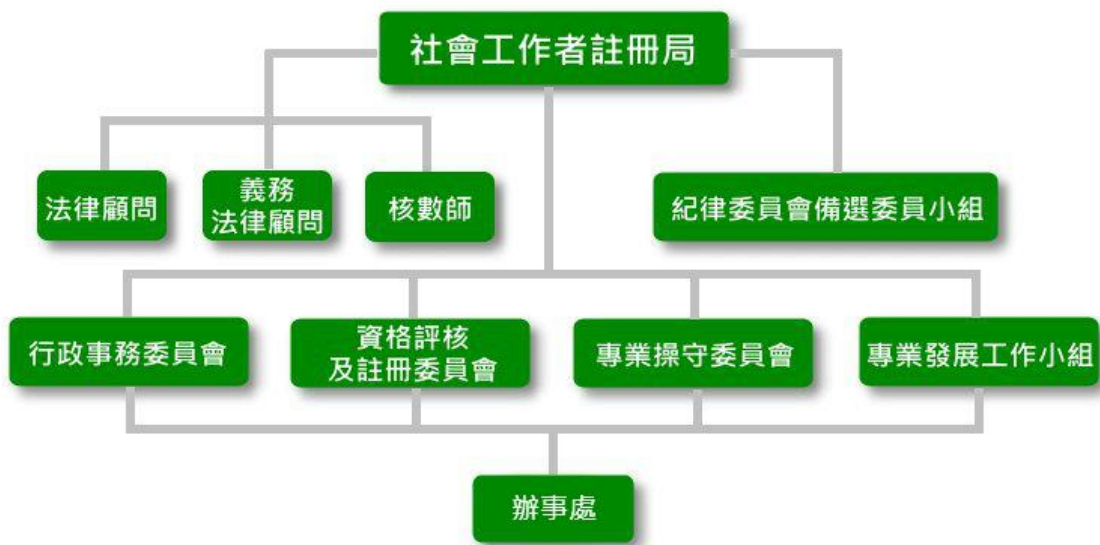 社會工作者註冊局
法律顧問
義務
法律顧問
核數師
紀律委員會備選委員小組
行政事務委員會
資格評核
及註冊委員會
專業操守委員會
專業發展工作小組
辦事處